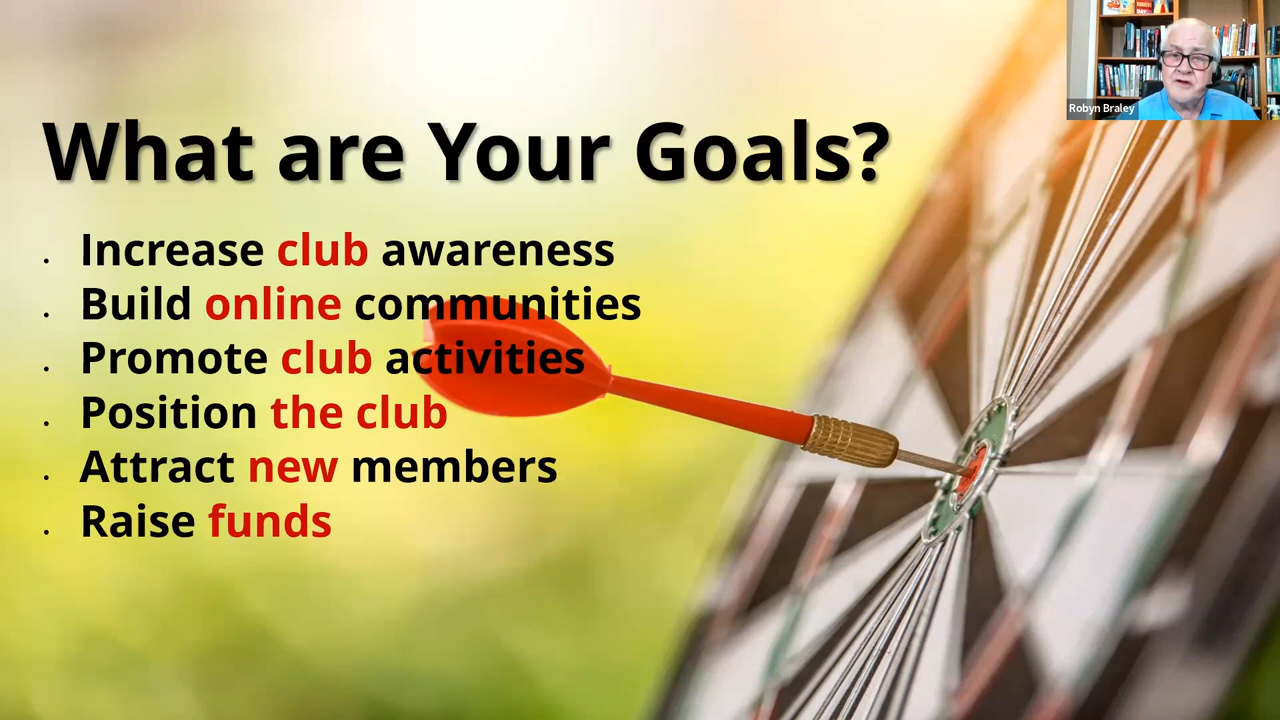 Robyn Braley
What are Your Goals?
. Increase club awareness
. Build online communities
. Promote club activities
. Position the club
. Attract new members
. Raise funds